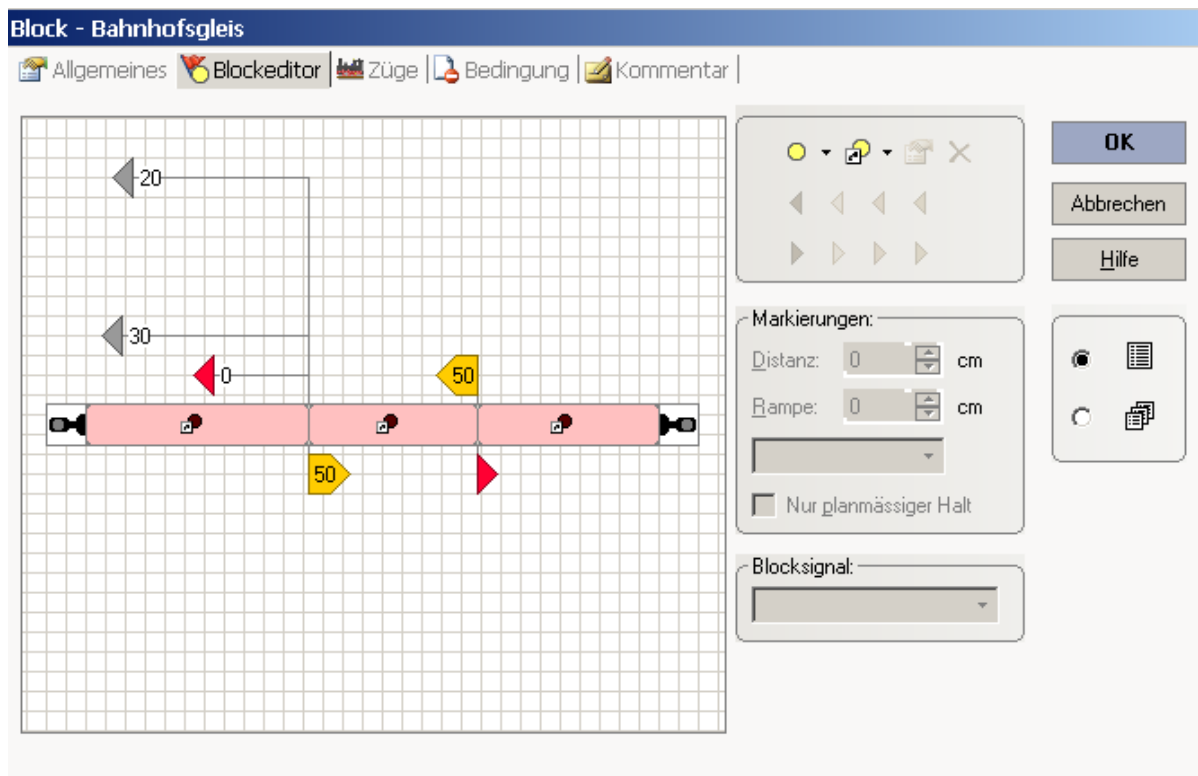 Block - Bahnhofsgleis
Allgemeines Blockeditor Züge Bedingung Kommentar
20
30
0
50
50
OK
Abbrechen
Hilfe
Markierungen:
Distanz: 0 cm
Rampe: 0 cm
Nur planmässiger Halt
Blocksignal: